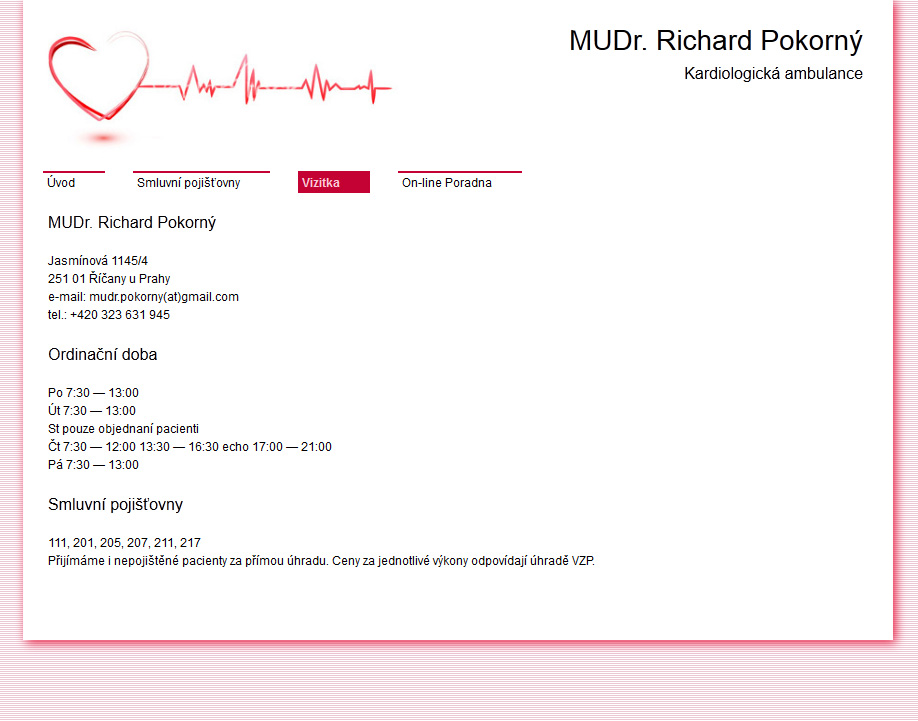 MUDr. Richard Pokorný
Kardiologická ambulance
Úvod
Smluvní pojišťovny
Vizitka
On-line Poradna
MUDr. Richard Pokorný
Jasmínová 1145/4
251 01 Říčany u Prahy
e-mail: mudr.pokorny(at)gmail.com
tel.: +420 323 631 945
Ordinační doba
Po 7:30 — 13:00
Út 7:30 — 13:00
St pouze objednaní pacienti
Čt 7:30 — 12:00 13:30 — 16:30 echo 17:00 — 21:00
Pá 7:30 — 13:00
Smluvní pojišťovny
111, 201, 205, 207, 211, 217
Přijímáme i nepojištěné pacienty za přímou úhradu. Ceny za jednotlivé výkony odpovídají úhradě VZP.